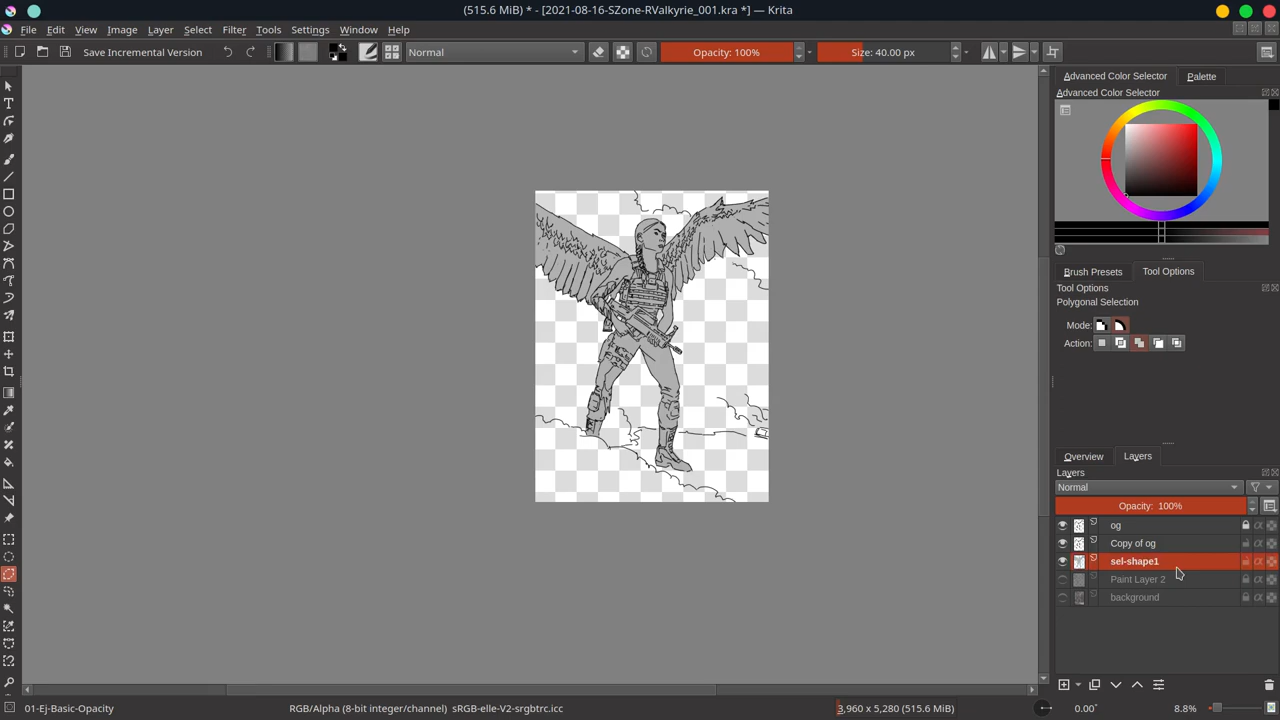 (515.6 MiB) * - [2021-08-16-SZone-RValkyrie_001.kra *] — Krita
File Edit View Image Layer Select Filter Tools Settings Window Help
Save Incremental Version Normal Opacity: 100% Size: 40.00 px
Advanced Color Selector Palette
Advanced Color Selector
Brush Presets Tool Options
Tool Options
Polygonal Selection
Mode:
Action:
Overview Layers
Layers
Normal
Opacity: 100%
og
Copy of og
sel-shape1
Paint Layer 2
background
01-Ej-Basic-Opacity RGB/Alpha (8-bit integer/channel) sRGB-elle-V2-srgbtrc.icc 3,960 x 5,280 (515.6 MiB) 0.00° 8.8%